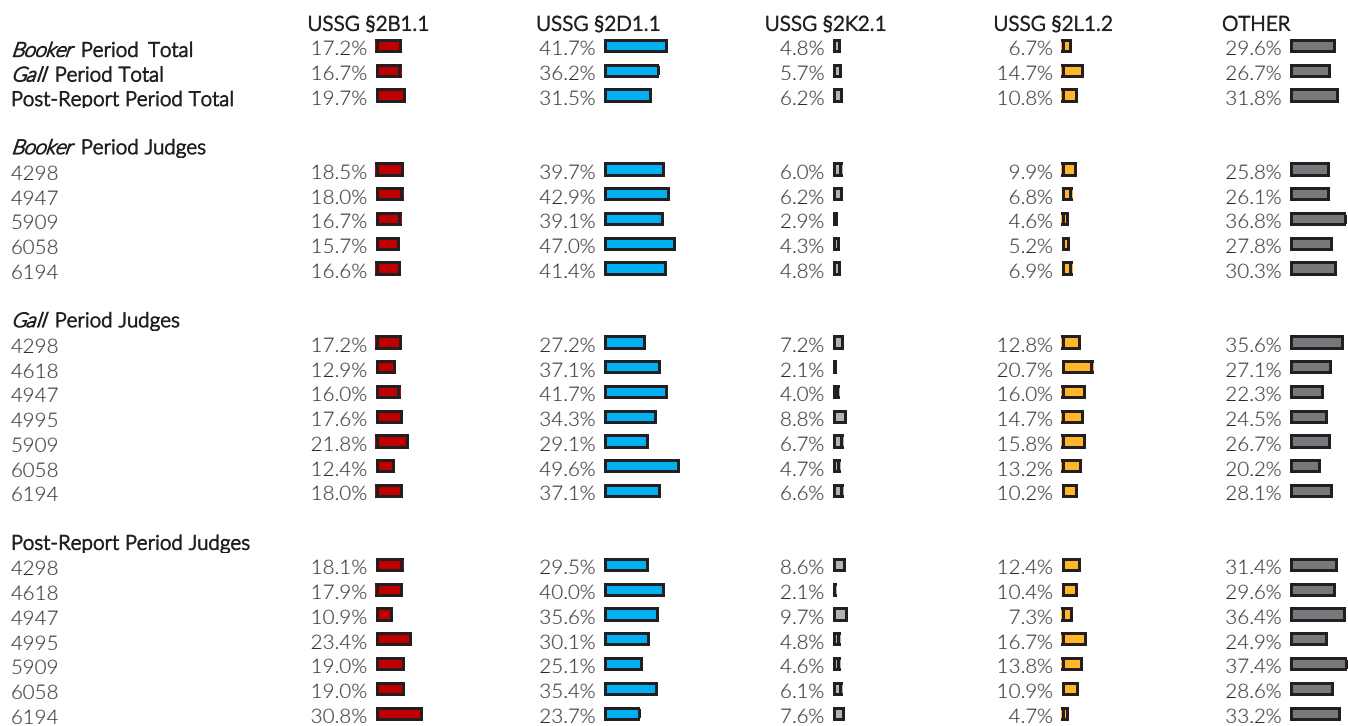 USSG §2B1.1 USSG §2D1.1 USSG §2K2.1 USSG §2L1.2 OTHER
Booker Period Total 17.2% 41.7% 4.8% 6.7% 29.6%
Gall Period Total 16.7% 36.2% 5.7% 14.7% 26.7%
Post-Report Period Total 19.7% 31.5% 6.2% 10.8% 31.8%
Booker Period Judges
4298 18.5% 39.7% 6.0% 9.9% 25.8%
4947 18.0% 42.9% 6.2% 6.8% 26.1%
5909 16.7% 39.1% 2.9% 4.6% 36.8%
6058 15.7% 47.0% 4.3% 5.2% 27.8%
6194 16.6% 41.4% 4.8% 6.9% 30.3%
Gall Period Judges
4298 17.2% 27.2% 7.2% 12.8% 35.6%
4618 12.9% 37.1% 2.1% 20.7% 27.1%
4947 16.0% 41.7% 4.0% 16.0% 22.3%
4995 17.6% 34.3% 8.8% 14.7% 24.5%
5909 21.8% 29.1% 6.7% 15.8% 26.7%
6058 12.4% 49.6% 4.7% 13.2% 20.2%
6194 18.0% 37.1% 6.6% 10.2% 28.1%
Post-Report Period Judges
4298 18.1% 29.5% 8.6% 12.4% 31.4%
4618 17.9% 40.0% 2.1% 10.4% 29.6%
4947 10.9% 35.6% 9.7% 7.3% 36.4%
4995 23.4% 30.1% 4.8% 16.7% 24.9%
5909 19.0% 25.1% 4.6% 13.8% 37.4%
6058 19.0% 35.4% 6.1% 10.9% 28.6%
6194 30.8% 23.7% 7.6% 4.7% 33.2%